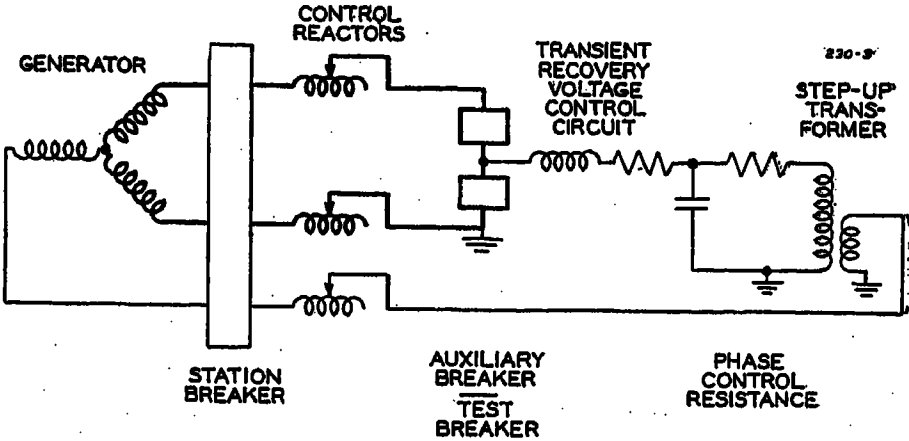 CONTROL
REACTORS
GENERATOR
TRANSIENT
RECOVERY
VOLTAGE
CONTROL
CIRCUIT
230-3
STEP-UP
TRANS-
FORMER
STATION
BREAKER
AUXILIARY
BREAKER
TEST
BREAKER
PHASE
CONTROL
RESISTANCE